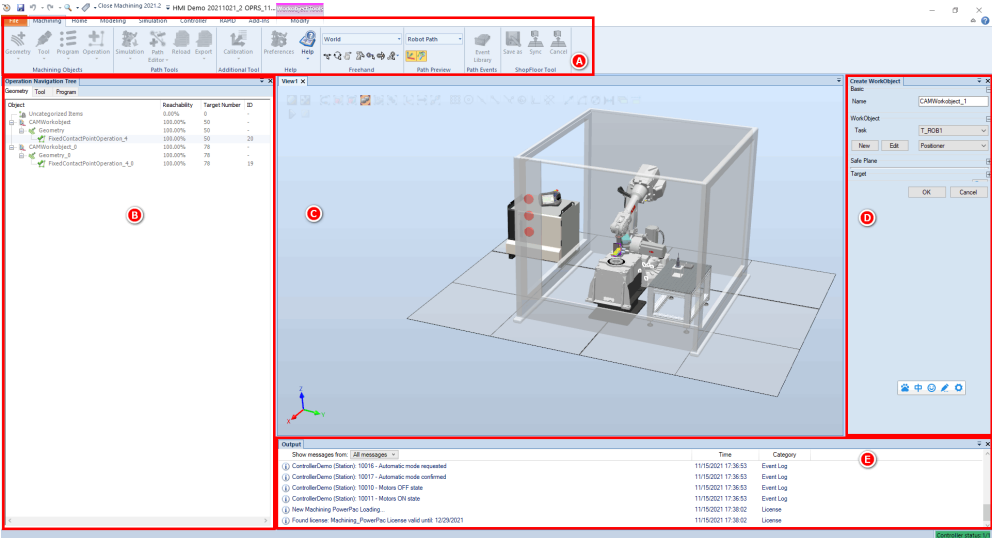 Close Machining 2021.2
HMI Demo 20211021_2 OPRS_11...
Workobject Tools
File Machining Home Modeling Simulation Controller RAPID Add-Ins Modify
Geometry Tool Program Operation Simulation Path Editor Reload Export Calibration Preferences Help
World
Robot Path
Freehand
Event Library
Save as Sync Cancel
Machining Objects Path Tools Additional Tool Help Freehand Path Preview Path Events ShopFloor Tool
A
Operation Navigation Tree
Geometry Tool Program
Object Reachability Target Number ID
Uncategorized Items 0.00% 0 -
CAMWorkobject 100.00% 50 -
Geometry 100.00% 50 -
FixedContactPointOperation_4 100.00% 50 20
CAMWorkobject_0 100.00% 78 -
Geometry_0 100.00% 78 -
FixedContactPointOperation_4_0 100.00% 78 19
B
View1
C
Z
X
Y
Create WorkObject
Basic
Name CAMWorkobject_1
WorkObject
Task T_ROB1
New Edit Positioner
Safe Plane
Target
OK Cancel
D
中
Output
Show messages from: All messages Time Category
E
ControllerDemo (Station): 10016 - Automatic mode requested 11/15/2021 17:36:53 Event Log
ControllerDemo (Station): 10017 - Automatic mode confirmed 11/15/2021 17:36:53 Event Log
ControllerDemo (Station): 10010 - Motors OFF state 11/15/2021 17:36:53 Event Log
ControllerDemo (Station): 10011 - Motors ON state 11/15/2021 17:36:53 Event Log
New Machining PowerPac Loading... 11/15/2021 17:38:02 License
Found license: Machining_PowerPac License valid until: 12/29/2021 11/15/2021 17:38:02 License
Controller status: 1/1